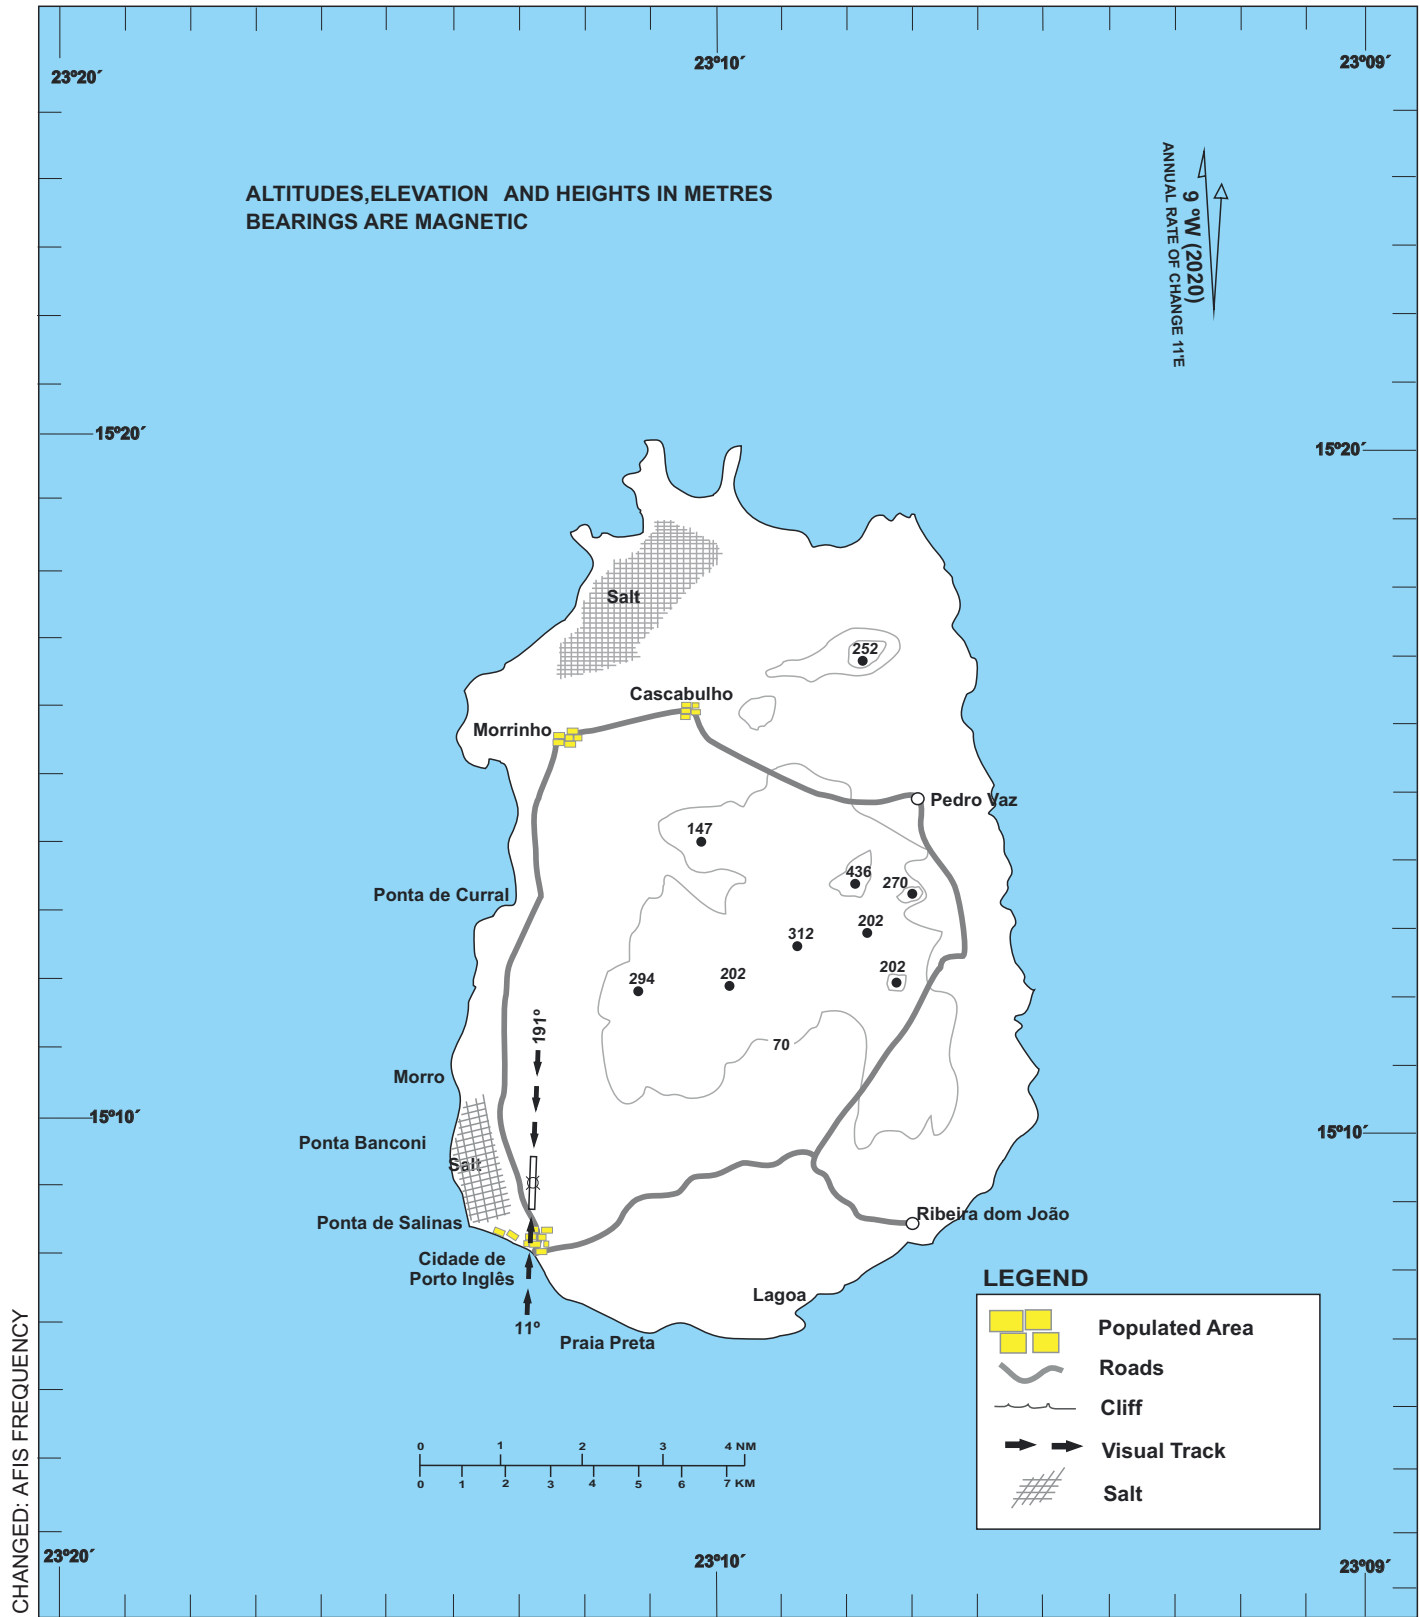 23º20´
23º10´
23º09´
ANNUAL RATE OF CHANGE 11'E
9 ºW (2020)
ALTITUDES,ELEVATION AND HEIGHTS IN METRES
BEARINGS ARE MAGNETIC
15º20´
15º20´
Salt
252
Cascabulho
Morrinho
Pedro Vaz
147
436
270
Ponta de Curral
202
312
202
294
202
191º
70
Morro
15º10´
15º10´
Ponta Banconi
Salt
Ponta de Salinas
Ribeira dom João
Cidade de
Porto Inglês
Lagoa
11º
Praia Preta
LEGEND
Populated Area
Roads
Cliff
Visual Track
Salt
0 1 2 3 4 NM
0 1 2 3 4 5 6 7 KM
CHANGED: AFIS FREQUENCY
23º20´
23º10´
23º09´